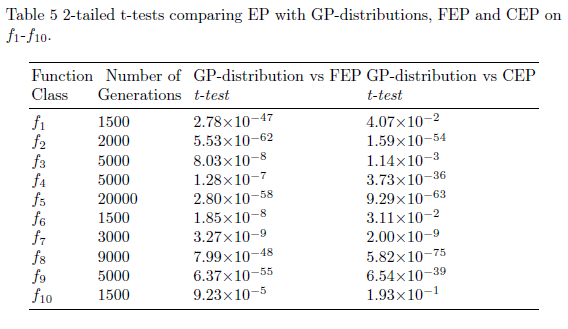 Table 5 2-tailed t-tests comparing EP with GP-distributions, FEP and CEP on
f₁-f₁₀.
Function Number of GP-distribution vs FEP GP-distribution vs CEP
Class Generations t-test t-test
f₁ 1500 2.78×10⁻⁴⁷ 4.07×10⁻²
f₂ 2000 5.53×10⁻⁶² 1.59×10⁻⁵⁴
f₃ 5000 8.03×10⁻⁸ 1.14×10⁻³
f₄ 5000 1.28×10⁻⁷ 3.73×10⁻³⁶
f₅ 20000 2.80×10⁻⁵⁸ 9.29×10⁻⁶³
f₆ 1500 1.85×10⁻⁸ 3.11×10⁻²
f₇ 3000 3.27×10⁻⁹ 2.00×10⁻⁹
f₈ 9000 7.99×10⁻⁴⁸ 5.82×10⁻⁷⁵
f₉ 5000 6.37×10⁻⁵⁵ 6.54×10⁻³⁹
f₁₀ 1500 9.23×10⁻⁵ 1.93×10⁻¹